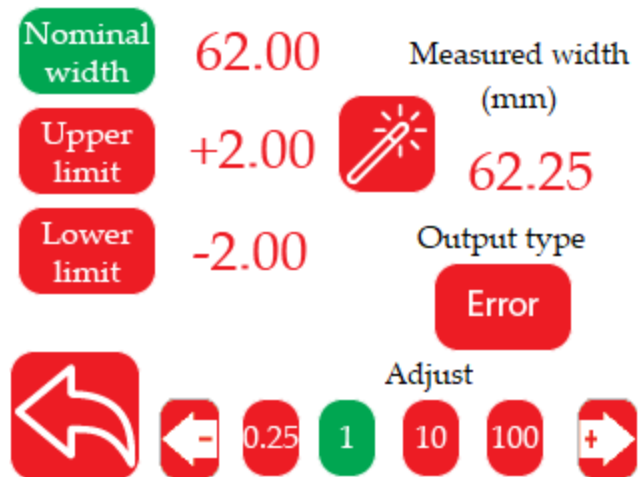 Nominal
width
62.00
Measured width
(mm)
Upper
limit
+2.00
62.25
Lower
limit
-2.00
Output type
Error
Adjust
-
0.25
1
10
100
+